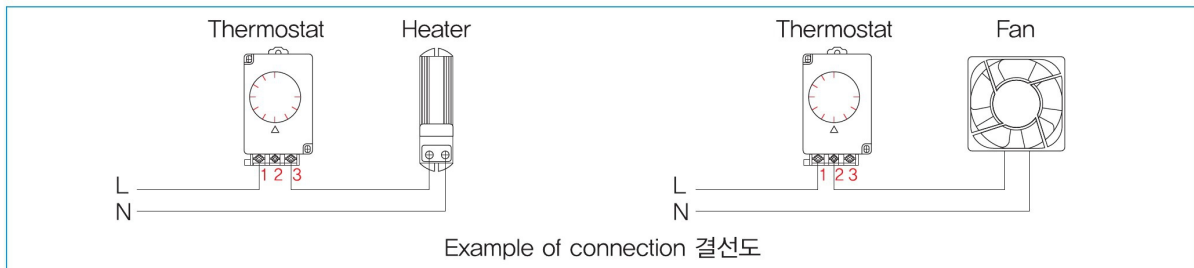 Thermostat Heater Thermostat Fan
1 2 3 1 2 3
L L
N N
Example of connection 결선도